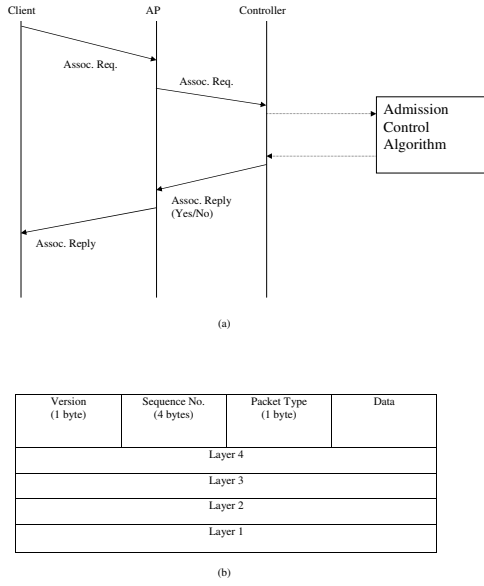 Client AP Controller
Assoc. Req.
Assoc. Req.
Admission
Control
Algorithm
Assoc. Reply
(Yes/No)
Assoc. Reply
(a)
Version
(1 byte)
Sequence No.
(4 bytes)
Packet Type
(1 byte)
Data
Layer 4
Layer 3
Layer 2
Layer 1
(b)